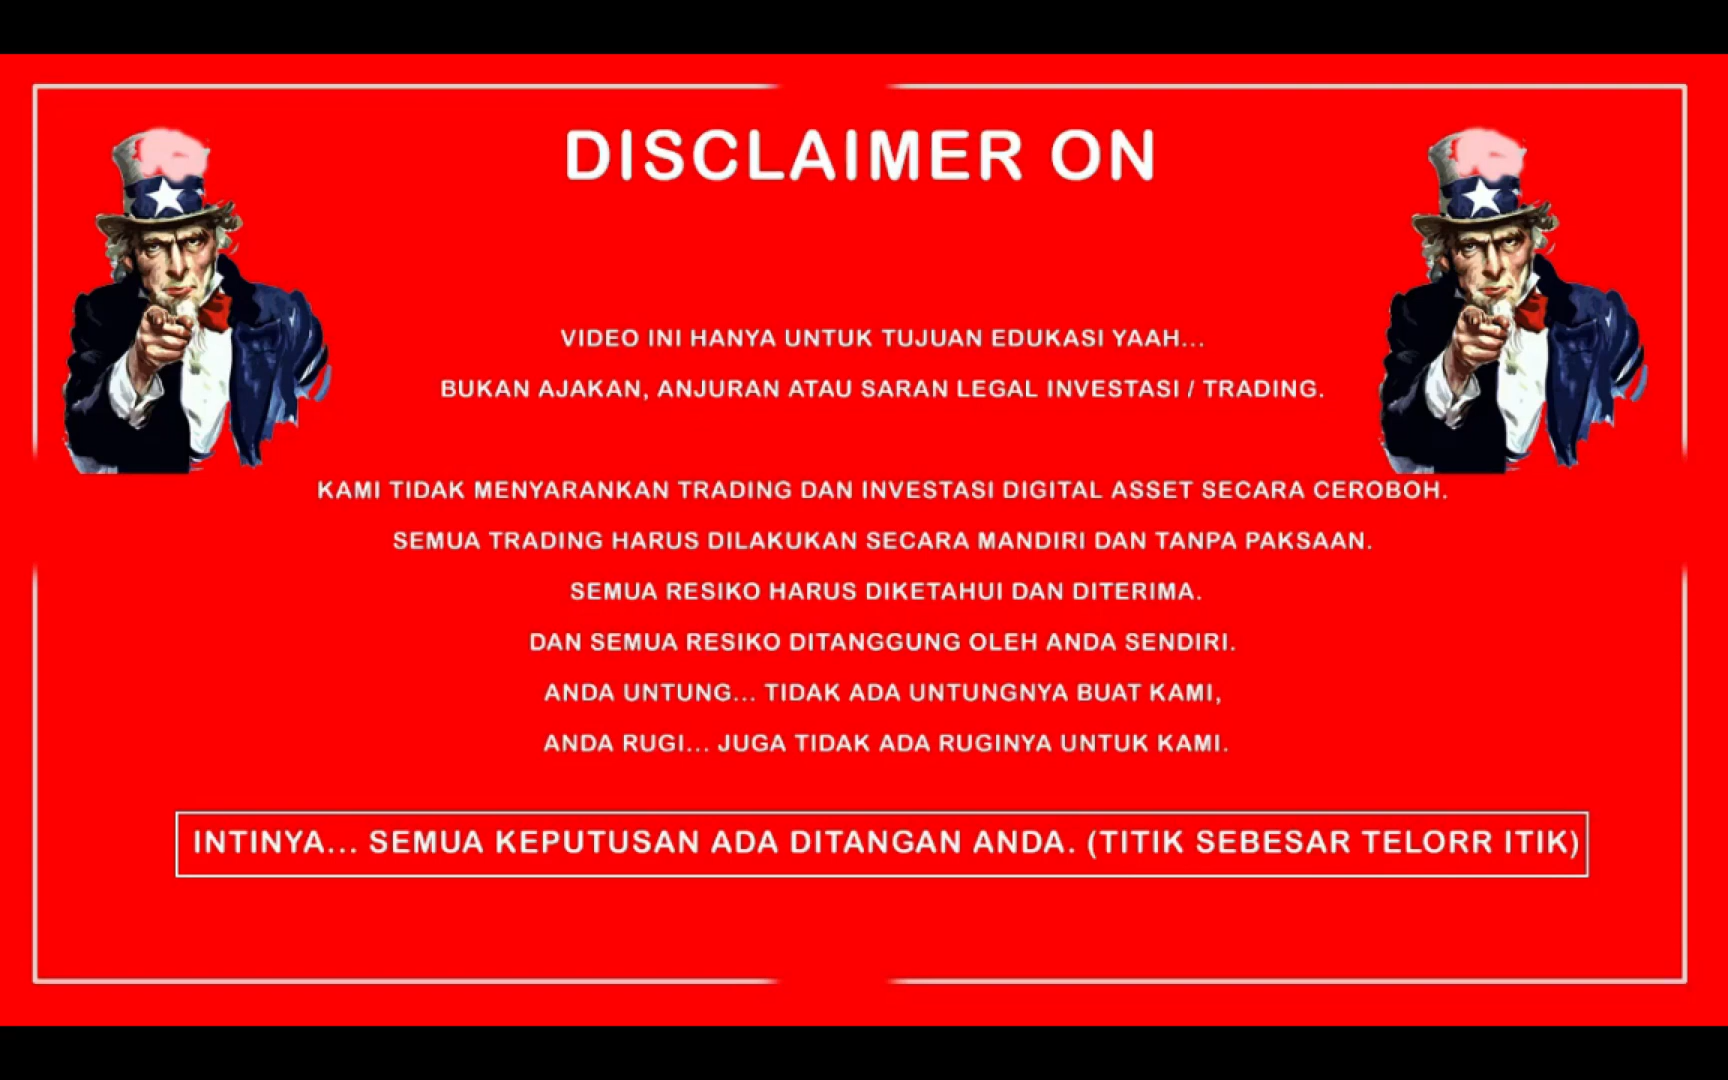 DISCLAIMER ON
VIDEO INI HANYA UNTUK TUJUAN EDUKASI YAAH...
BUKAN AJAKAN, ANJURAN ATAU SARAN LEGAL INVESTASI / TRADING.
KAMI TIDAK MENYARANKAN TRADING DAN INVESTASI DIGITAL ASSET SECARA CEROBOH.
SEMUA TRADING HARUS DILAKUKAN SECARA MANDIRI DAN TANPA PAKSAAN.
SEMUA RESIKO HARUS DIKETAHUI DAN DITERIMA.
DAN SEMUA RESIKO DITANGGUNG OLEH ANDA SENDIRI.
ANDA UNTUNG... TIDAK ADA UNTUNGNYA BUAT KAMI,
ANDA RUGI... JUGA TIDAK ADA RUGINYA UNTUK KAMI.
INTINYA... SEMUA KEPUTUSAN ADA DITANGAN ANDA. (TITIK SEBESAR TELORR ITIK)